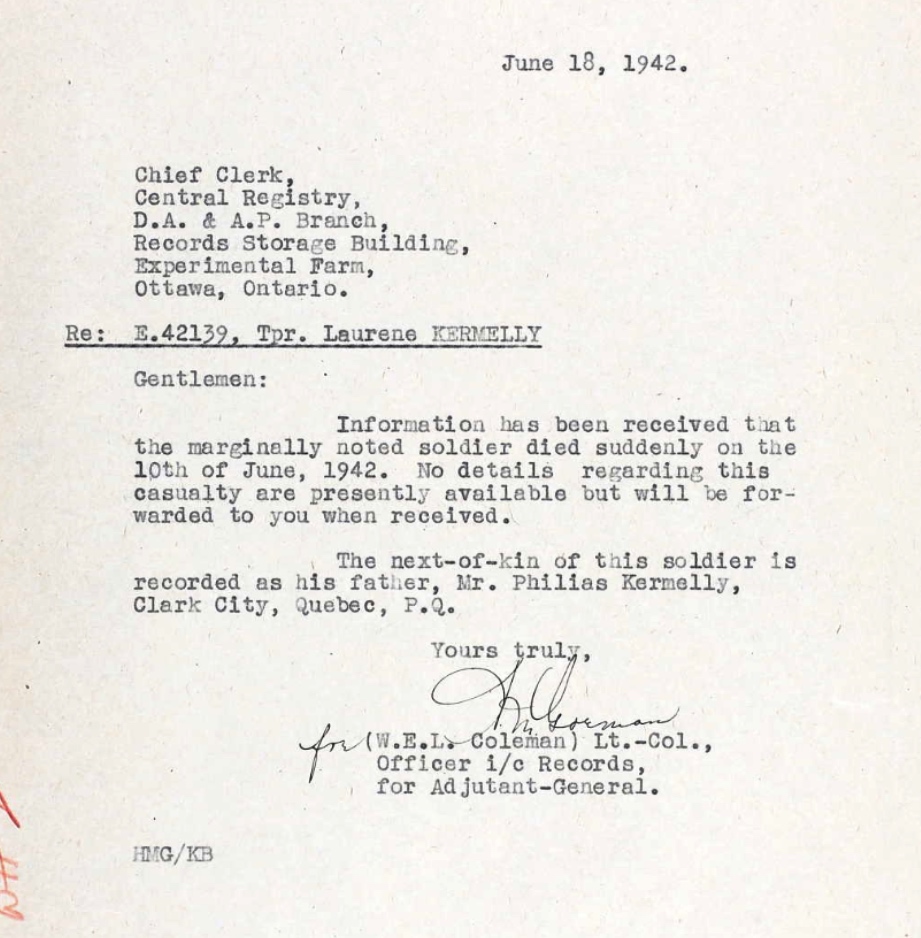 June 18, 1942.
Chief Clerk,
Central Registry,
D.A. & A.P. Branch,
Records Storage Building,
Experimental Farm,
Ottawa, Ontario.
Re: E.42139, Tpr. Laurene KERMELLY
Gentlemen:
Information has been received that
the marginally noted soldier died suddenly on the
10th of June, 1942. No details regarding this
casualty are presently available but will be for-
warded to you when received.
The next-of-kin of this soldier is
recorded as his father, Mr. Philias Kermelly,
Clark City, Quebec, P.Q.
Yours truly,
H M Gorman
for (W.E.L. Coleman) Lt.-Col.,
Officer i/c Records,
for Adjutant-General.
HMG/KB